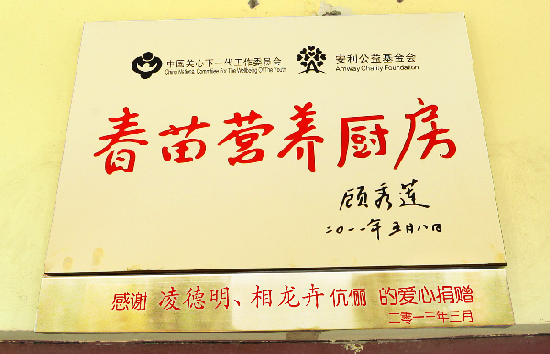 中国关心下一代工作委员会
China National Committee For The Wellbeing Of The Youth
安利公益基金会
Amway Charity Foundation
春苗营养厨房
顾秀莲
二〇一一年五月八日
感谢 凌德明、相龙卉 伉俪 的爱心捐赠
二零一三年三月